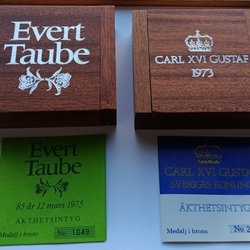 Evert
Taube
CARL XVI GUSTAF
1973
Evert
Taube
85 år 12 mars 1975
ÄKTHETSINTYG
Medalj i brons
No. 1049
CARL XVI GUSTAF
SVERIGES KONUNG
ÄKTHETSINTYG
Medalj i brons